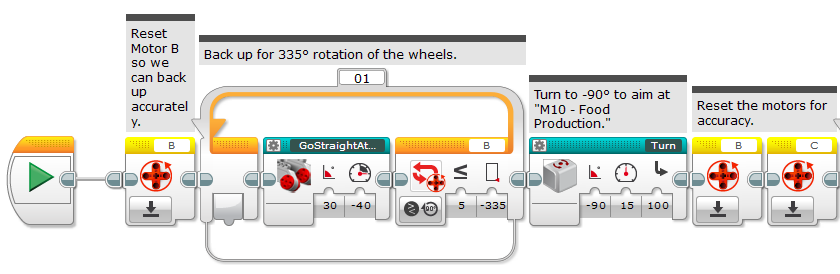 Reset
Motor B
so we
can back
up
accuratel
y.
Back up for 335° rotation of the wheels.
01
Turn to -90° to aim at
"M10 - Food
Production."
Reset the motors for
accuracy.
B
GoStraightAt...
B
Turn
B
C
≤
90°
30 -40
5 -335
-90 15 100